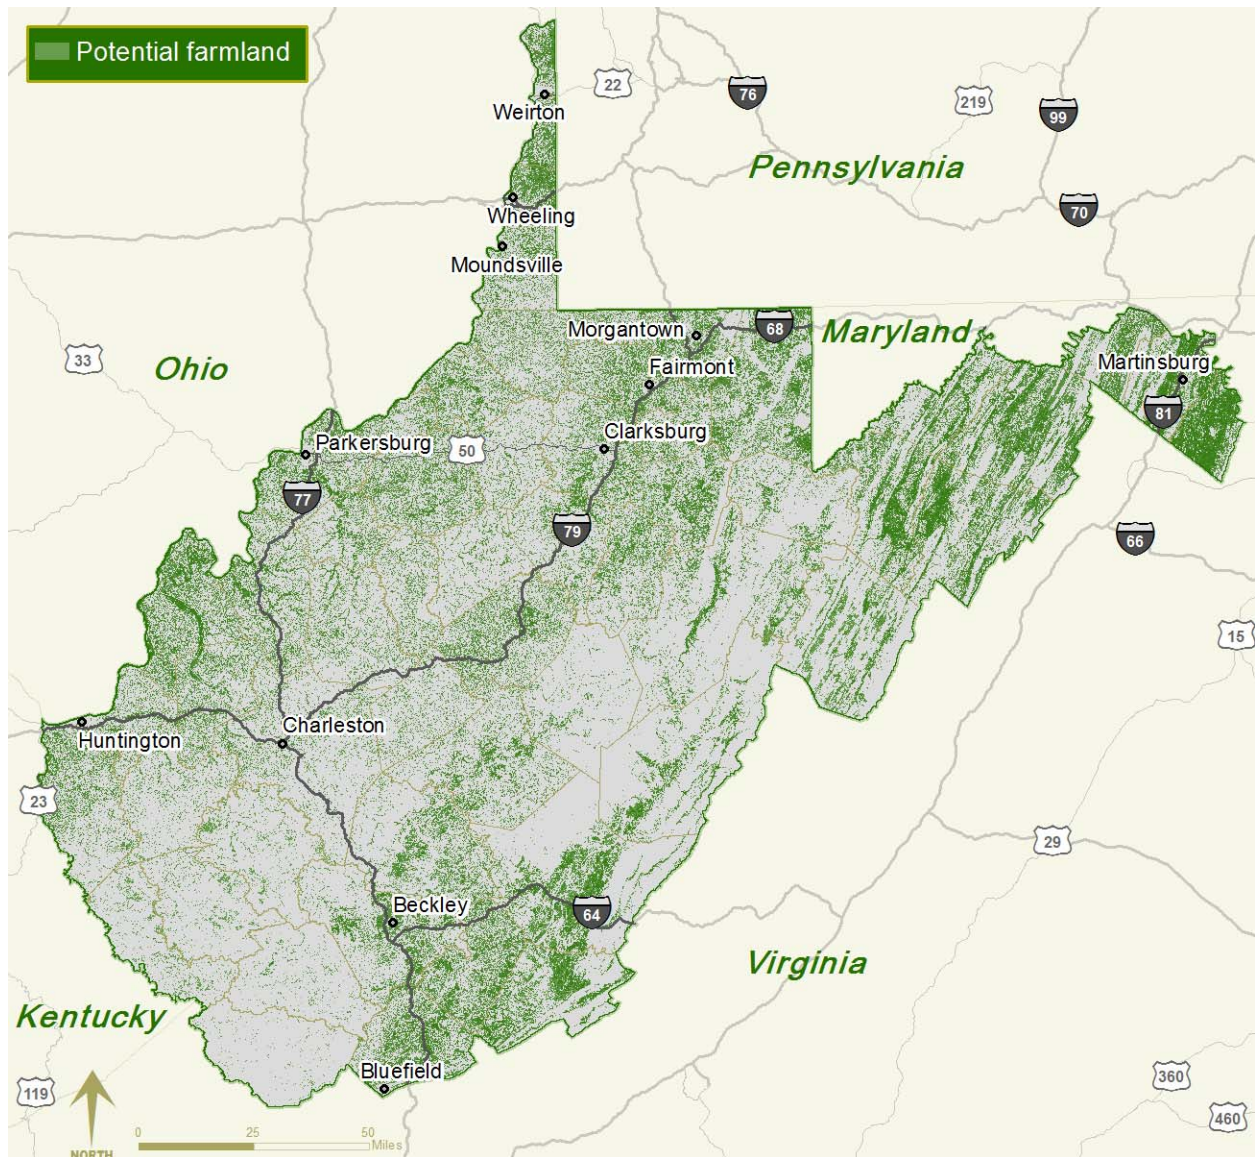 Potential farmland
22
76
219
99
Weirton
Pennsylvania
70
Wheeling
Moundsville
Morgantown
68
Maryland
33
Ohio
Fairmont
Martinsburg
81
Parkersburg
50
Clarksburg
77
79
66
15
Huntington
Charleston
23
29
Beckley
64
Virginia
Kentucky
Bluefield
119
360
460
0 25 50
Miles
NORTH